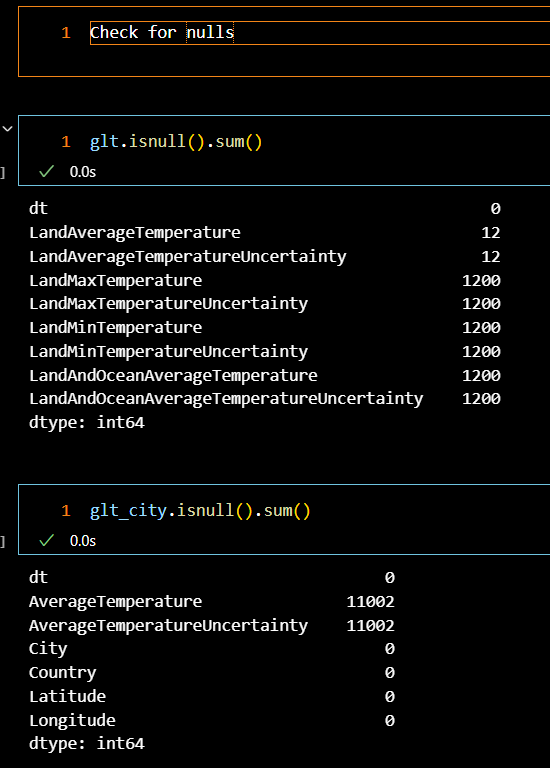 1 Check for nulls
1 glt.isnull().sum()
] ✓ 0.0s
dt 0
LandAverageTemperature 12
LandAverageTemperatureUncertainty 12
LandMaxTemperature 1200
LandMaxTemperatureUncertainty 1200
LandMinTemperature 1200
LandMinTemperatureUncertainty 1200
LandAndOceanAverageTemperature 1200
LandAndOceanAverageTemperatureUncertainty 1200
dtype: int64
1 glt_city.isnull().sum()
] ✓ 0.0s
dt 0
AverageTemperature 11002
AverageTemperatureUncertainty 11002
City 0
Country 0
Latitude 0
Longitude 0
dtype: int64